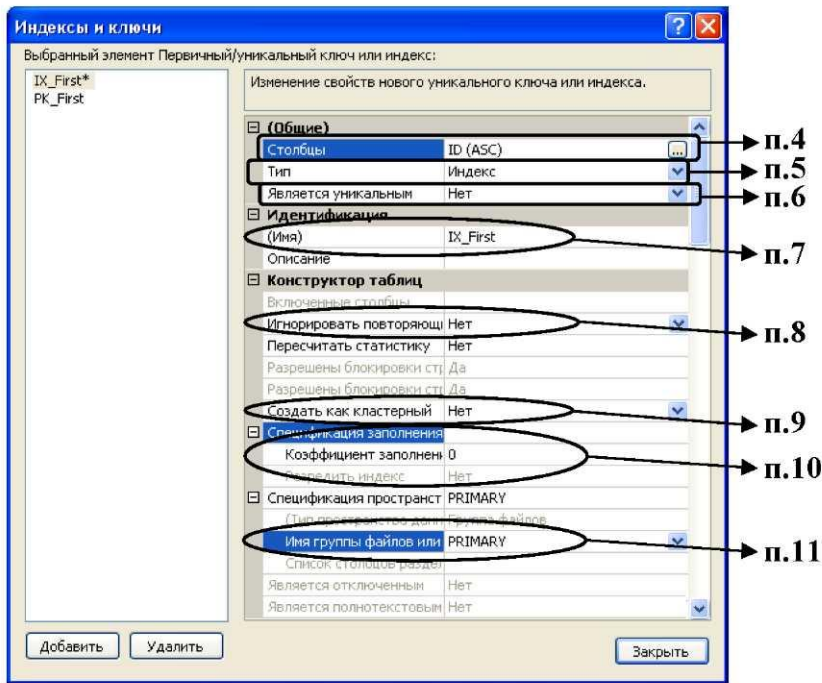 Индексы и ключи
Выбранный элемент Первичный/уникальный ключ или индекс:
IX_First*
PK_First
Изменение свойств нового уникального ключа или индекса.
(Общие)
Столбцы ID (ASC) ... п.4
Тип Индекс п.5
Является уникальным Нет п.6
Идентификация
(Имя) IX_First п.7
Описание
Конструктор таблиц
Включенные столбцы
Игнорировать повторяющ Нет п.8
Пересчитать статистику Нет
Разрешены блокировки стр Да
Разрешены блокировки стр Да
Создать как кластерный Нет п.9
Спецификация заполнения
Коэффициент заполнени 0 п.10
Разредить индекс Нет
Спецификация пространст PRIMARY
(Тип пространства данн Группа файлов
Имя группы файлов или PRIMARY п.11
Список столбцов раздел
Является отключенным Нет
Является полнотекстовым Нет
Добавить Удалить Закрыть